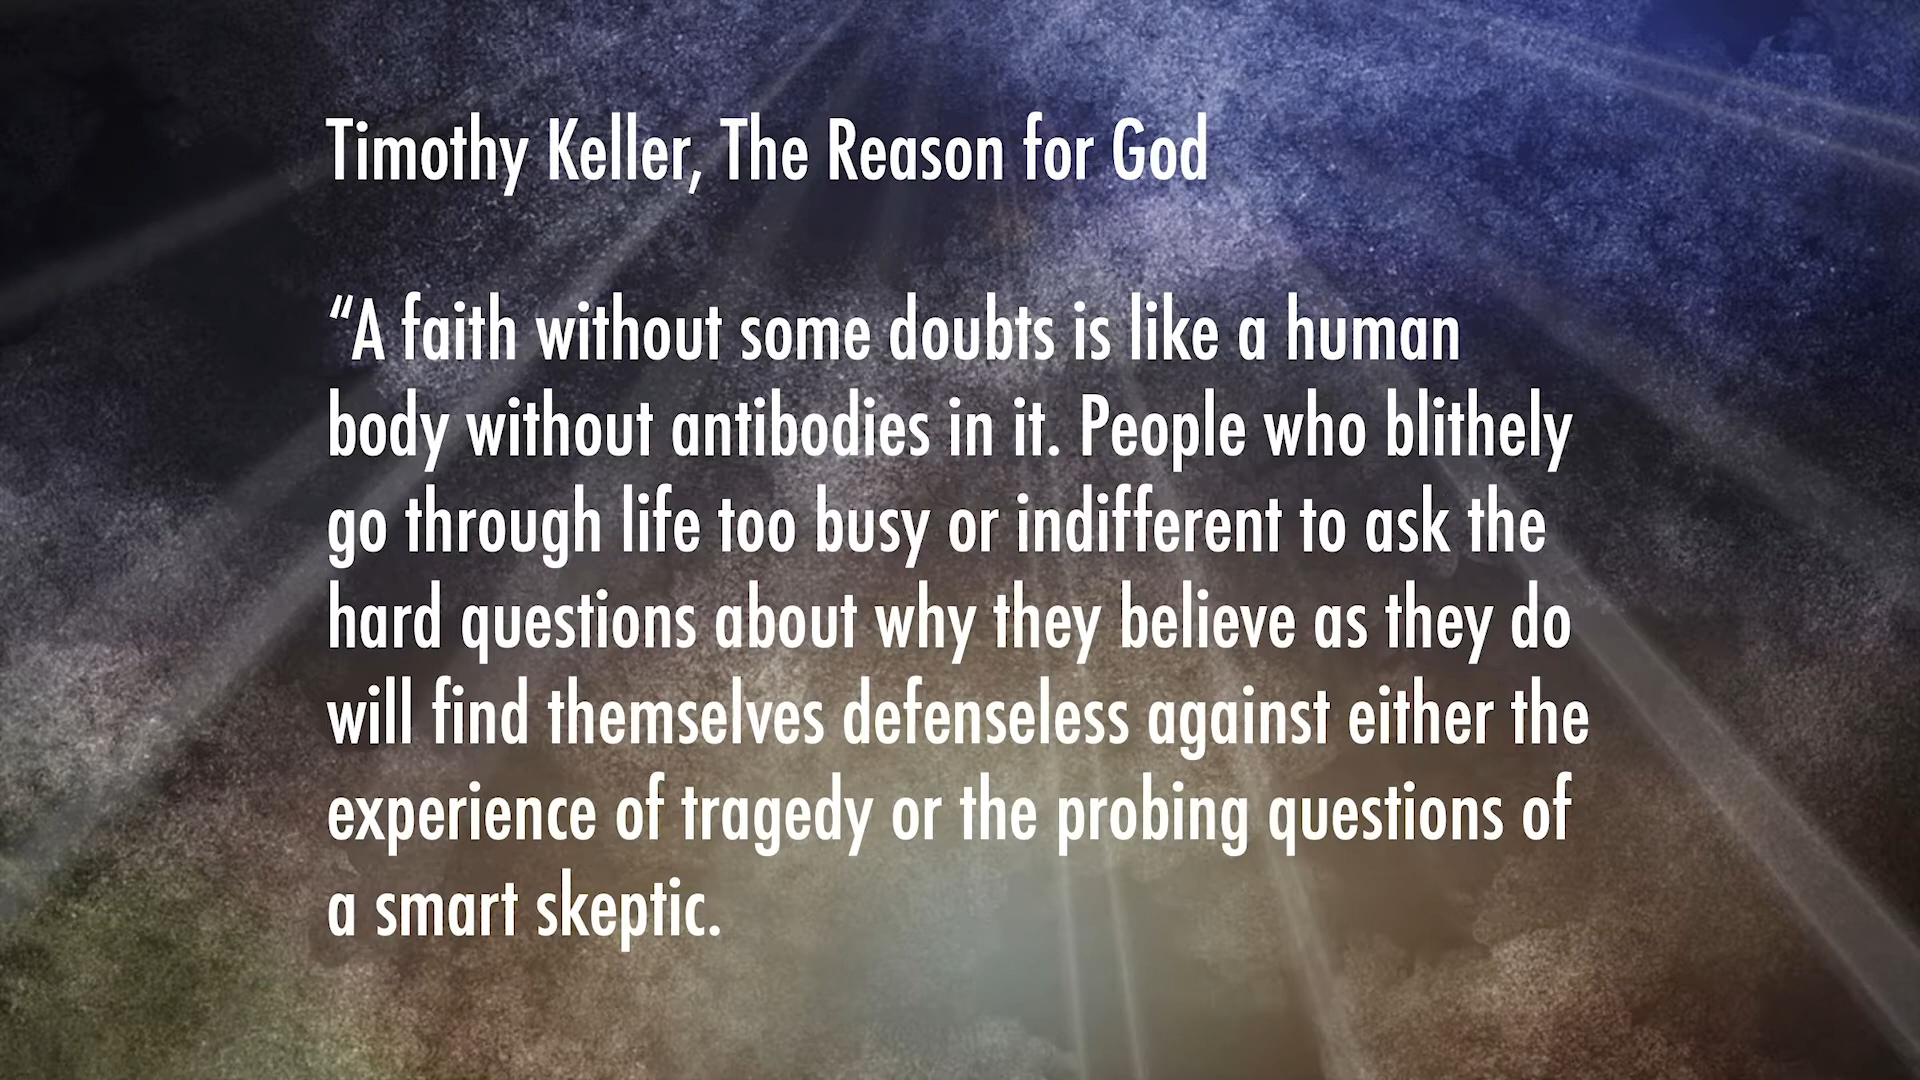 Timothy Keller, The Reason for God
“A faith without some doubts is like a human
body without antibodies in it. People who blithely
go through life too busy or indifferent to ask the
hard questions about why they believe as they do
will find themselves defenseless against either the
experience of tragedy or the probing questions of
a smart skeptic.